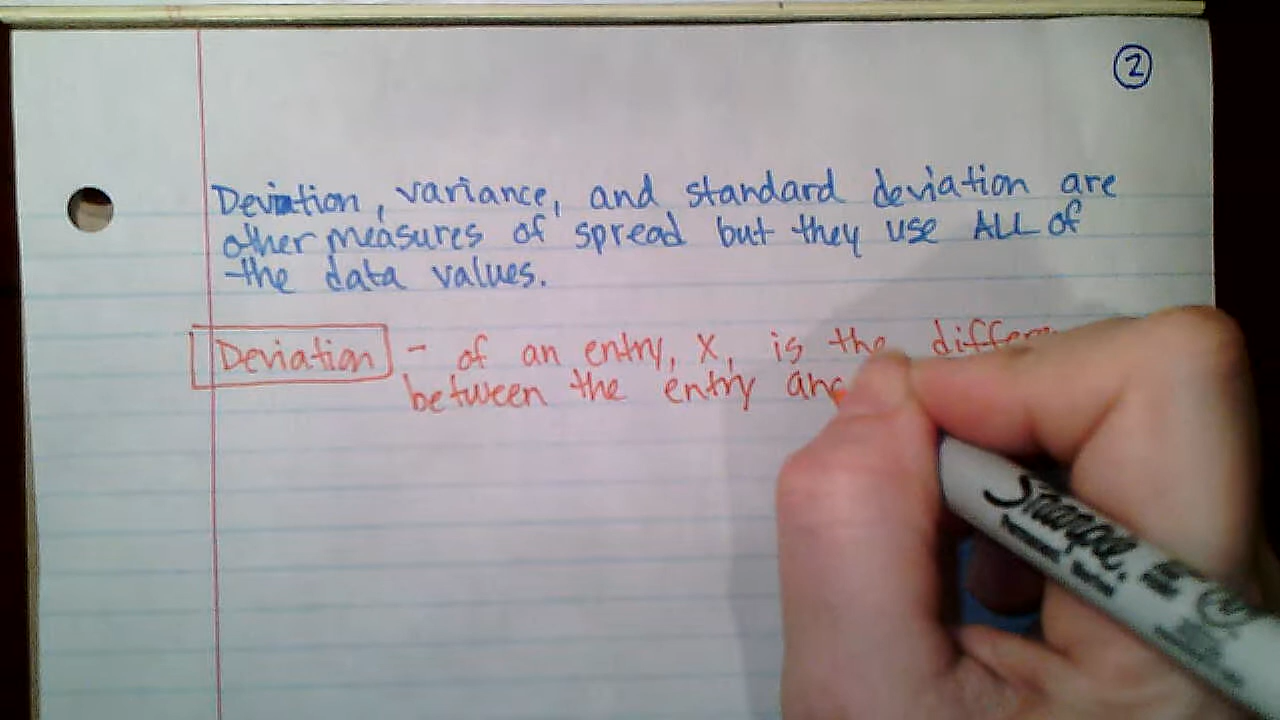 2
Deviation, variance, and standard deviation are
other measures of spread but they use ALL of
the data values.
Deviation - of an entry, x, is the
between the entry
Sharpie.